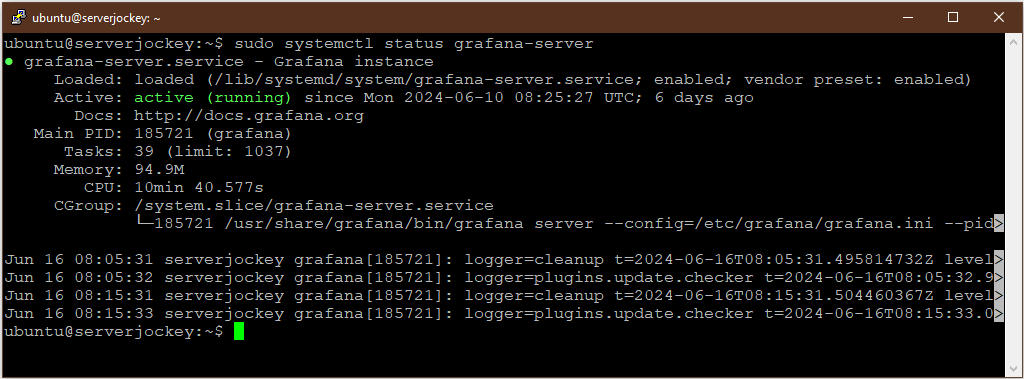 ubuntu@serverjockey: ~
ubuntu@serverjockey:~$ sudo systemctl status grafana-server
● grafana-server.service - Grafana instance
     Loaded: loaded (/lib/systemd/system/grafana-server.service; enabled; vendor preset: enabled)
     Active: active (running) since Mon 2024-06-10 08:25:27 UTC; 6 days ago
       Docs: http://docs.grafana.org
   Main PID: 185721 (grafana)
      Tasks: 39 (limit: 1037)
     Memory: 94.9M
        CPU: 10min 40.577s
     CGroup: /system.slice/grafana-server.service
             └─185721 /usr/share/grafana/bin/grafana server --config=/etc/grafana/grafana.ini --pid>
Jun 16 08:05:31 serverjockey grafana[185721]: logger=cleanup t=2024-06-16T08:05:31.495814732Z level>
Jun 16 08:05:32 serverjockey grafana[185721]: logger=plugins.update.checker t=2024-06-16T08:05:32.9>
Jun 16 08:15:31 serverjockey grafana[185721]: logger=cleanup t=2024-06-16T08:15:31.504460367Z level>
Jun 16 08:15:33 serverjockey grafana[185721]: logger=plugins.update.checker t=2024-06-16T08:15:33.0>
ubuntu@serverjockey:~$